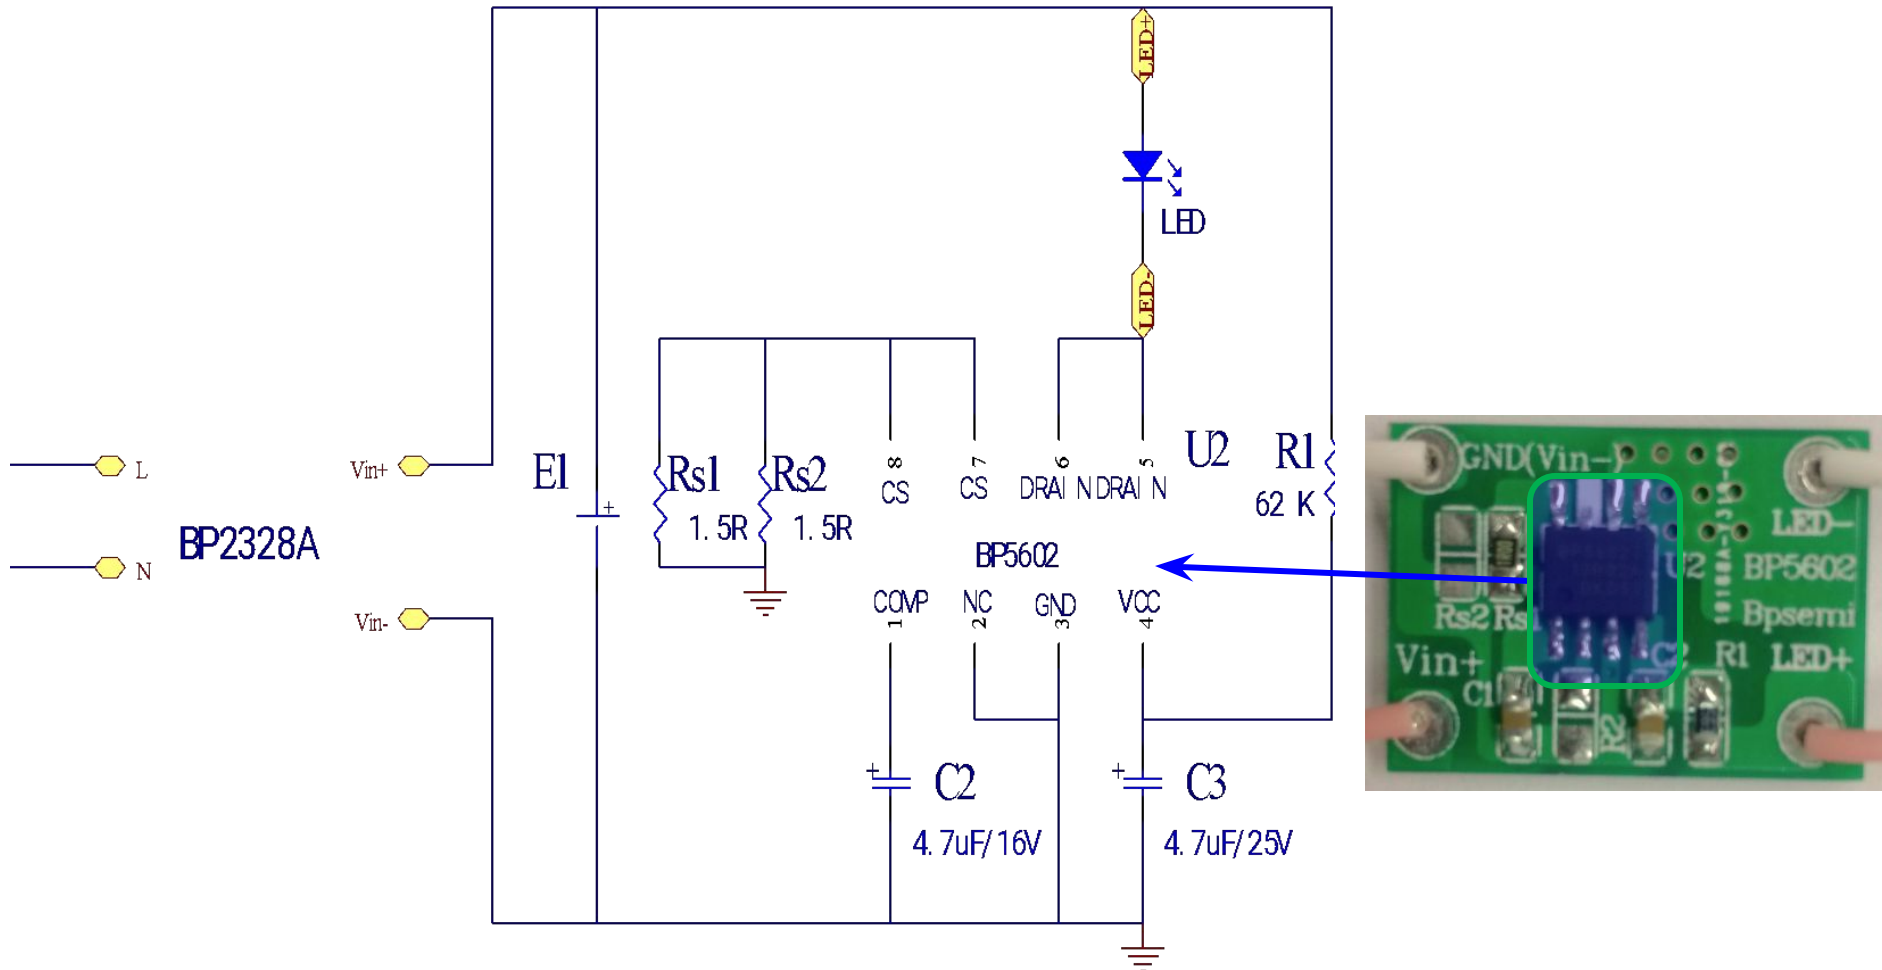 LED+
LED
LED-
E1
Rs1
1.5R
Rs2
1.5R
8
CS
7
CS
6
DRAIN
5
DRAIN
U2
R1
62 K
L
N
BP2328A
Vin+
Vin-
BP5602
COMP
1
NC
2
GND
3
VCC
4
+
+
C2
4.7uF/16V
+
C3
4.7uF/25V
GND(Vin-)
LED-
U2
BP5602
Bpsemi
Rs2
Vin+
C1
C2
R1
LED+
R2